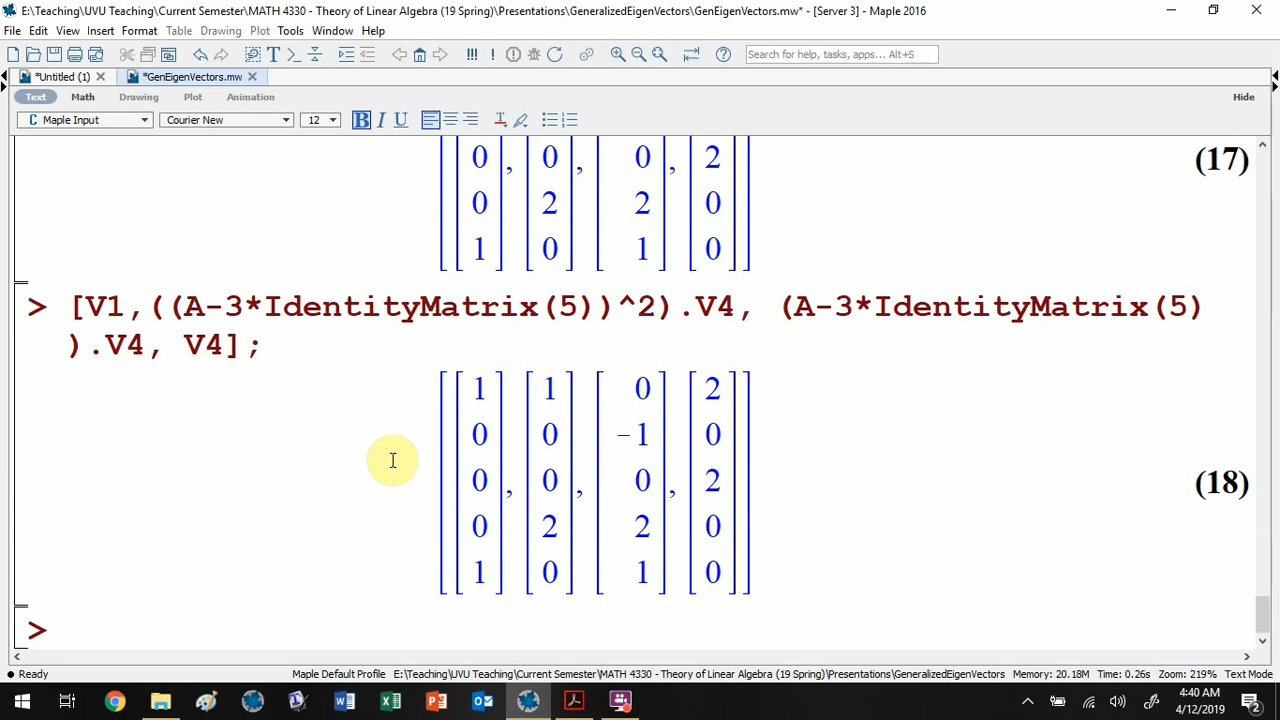 E:\Teaching\UVU Teaching\Current Semester\MATH 4330 - Theory of Linear Algebra (19 Spring)\Presentations\GeneralizedEigenVectors\GenEigenVectors.mw* - [Server 3] - Maple 2016
File Edit View Insert Format Table Drawing Plot Tools Window Help
!!! ! Search for help, tasks, apps... Alt+S
*Untitled (1) *GenEigenVectors.mw
Text Math Drawing Plot Animation Hide
C Maple Input Courier New 12 B I U
0 , 0 , 0 , 2 (17)
0 2 2 0
1 0 1 0
> [V1,((A-3*IdentityMatrix(5))^2).V4, (A-3*IdentityMatrix(5)
).V4, V4];
1 1 0 2
0 0 -1 0
0 , 0 , 0 , 2 (18)
0 2 2 0
1 0 1 0
>
Ready Maple Default Profile E:\Teaching\UVU Teaching\Current Semester\MATH 4330 - Theory of Linear Algebra (19 Spring)\Presentations\GeneralizedEigenVectors Memory: 20.18M Time: 0.26s Zoom: 219% Text Mode
4:40 AM
4/12/2019 2